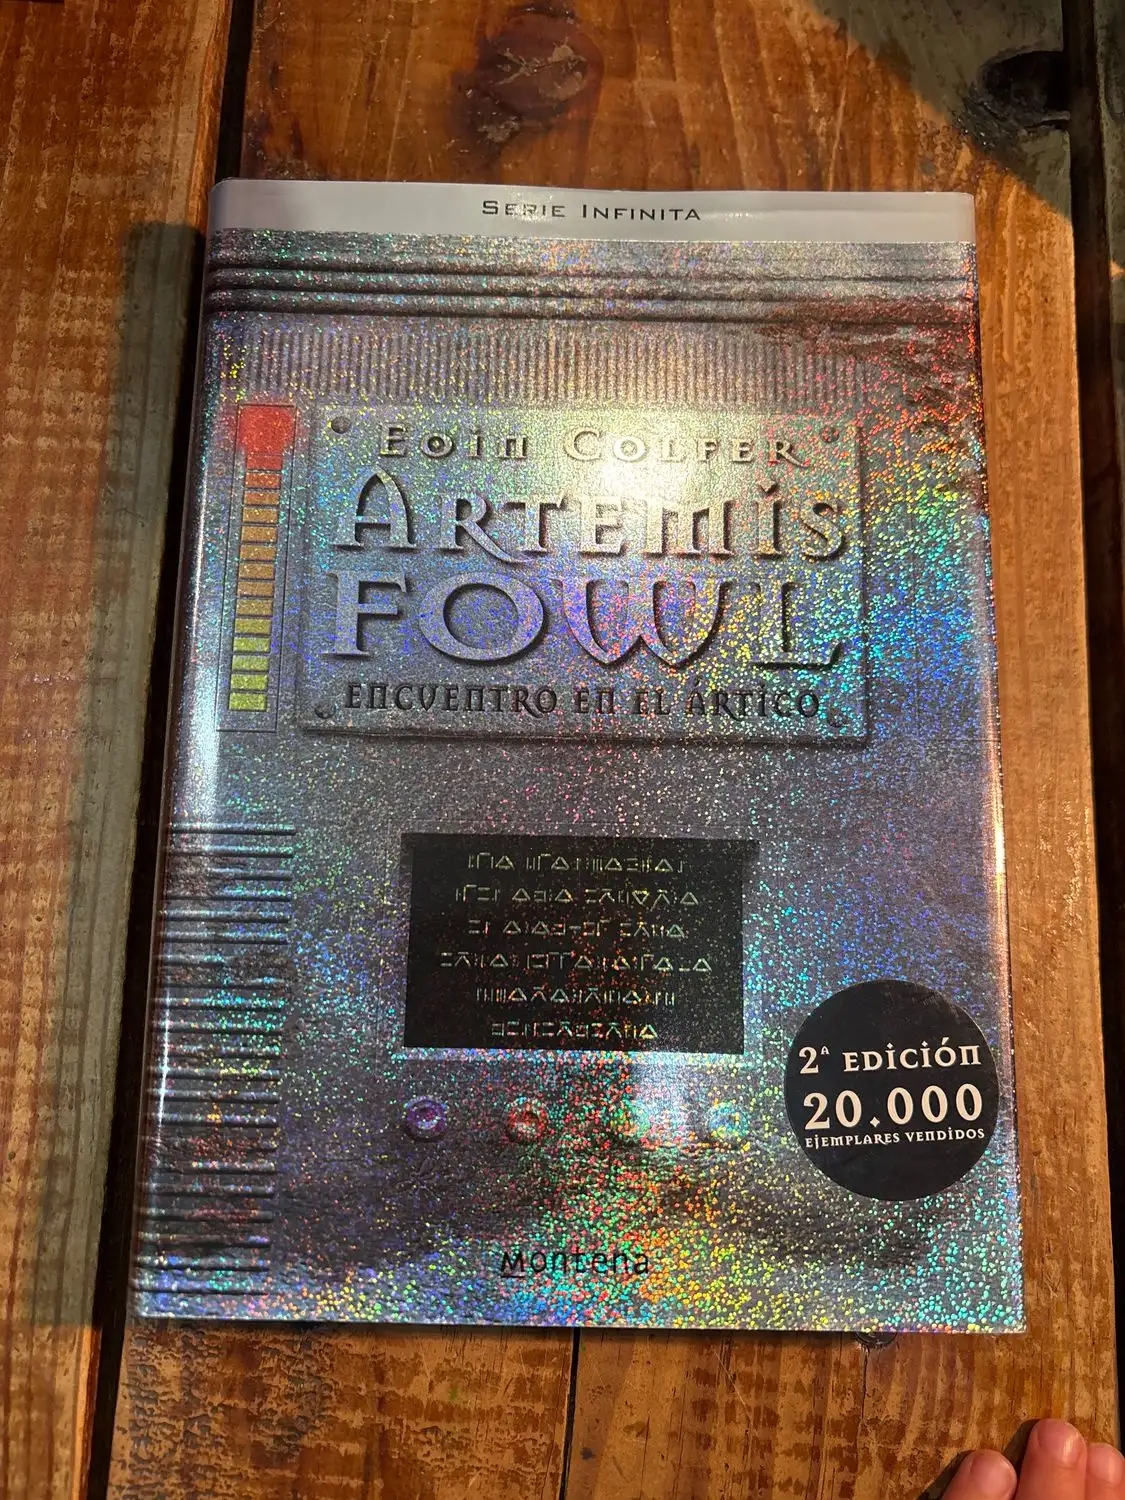 Serie Infinita
Eoin Colfer
Artemis
Fowl
Encuentro en el Ártico
2ª edición
20.000
ejemplares vendidos
Montena